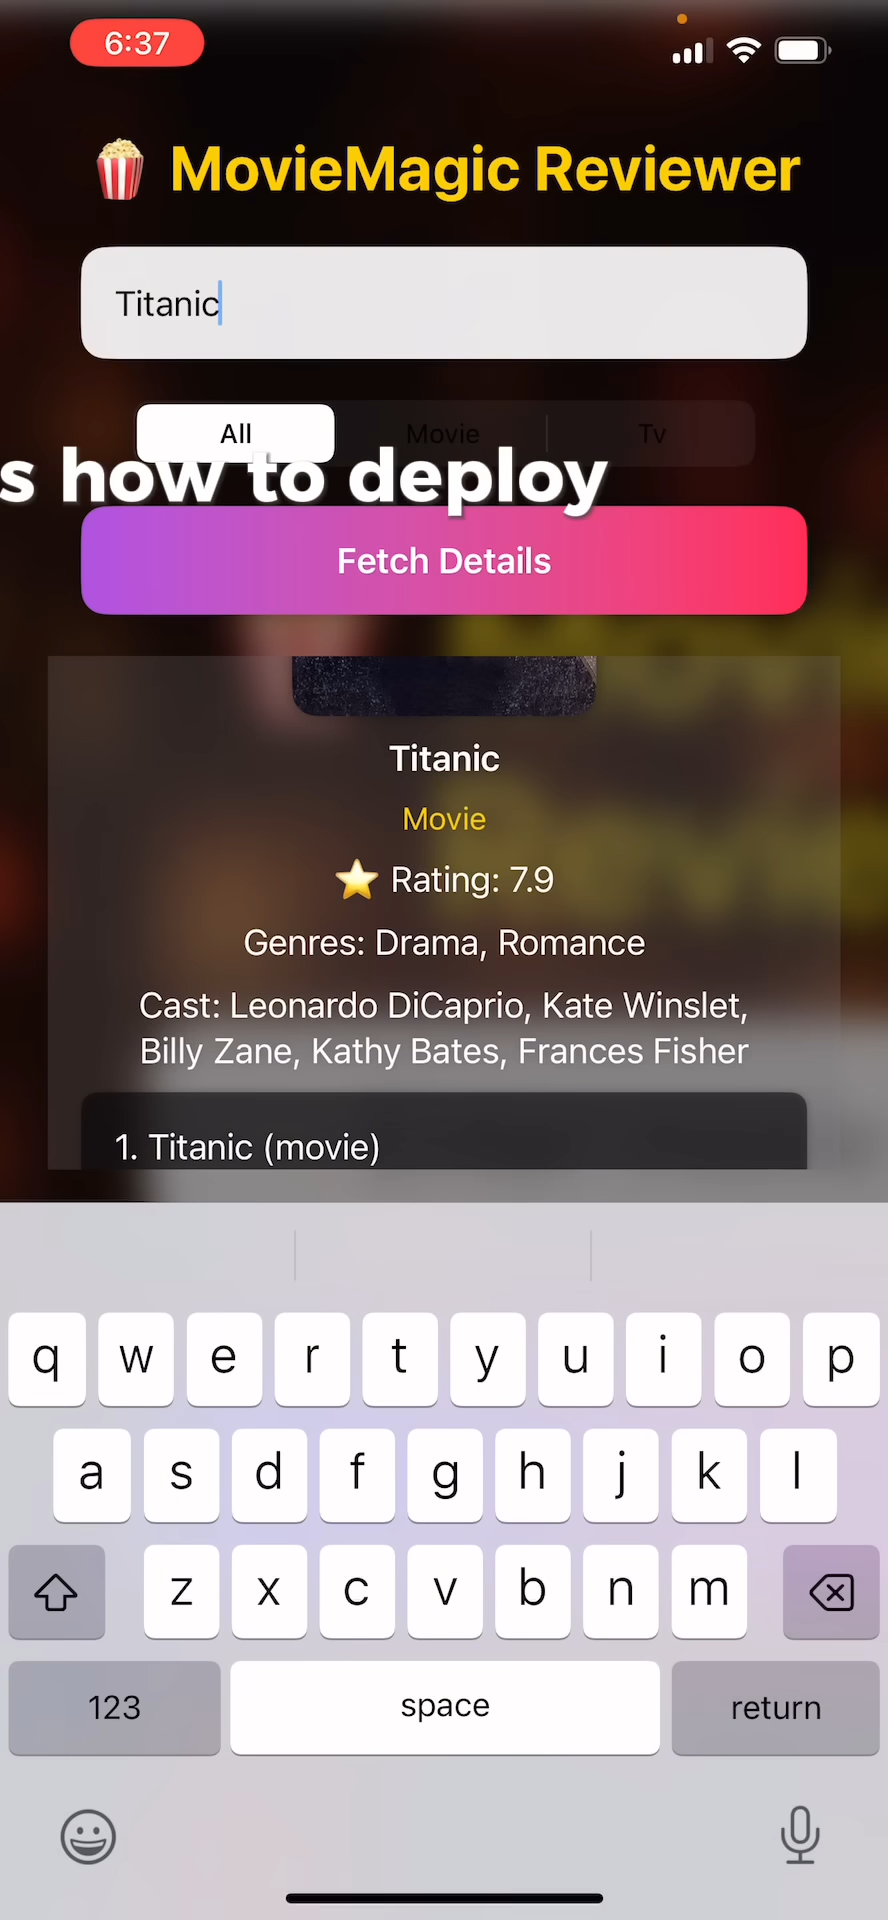 6:37
🍿 MovieMagic Reviewer
Titanic
All Movie Tv
s how to deploy
Fetch Details
Titanic
Movie
⭐ Rating: 7.9
Genres: Drama, Romance
Cast: Leonardo DiCaprio, Kate Winslet,
Billy Zane, Kathy Bates, Frances Fisher
1. Titanic (movie)
q w e r t y u i o p
a s d f g h j k l
z x c v b n m
123 space return